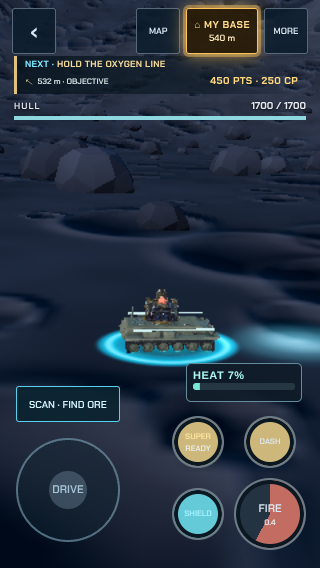 ‹
MAP
⌂ MY BASE
540 m
MORE
NEXT · HOLD THE OXYGEN LINE
↖ 532 m · OBJECTIVE
450 PTS · 250 CP
HULL
1700 / 1700
HEAT 7%
SCAN · FIND ORE
SUPER
READY
DASH
DRIVE
SHIELD
FIRE
0.4